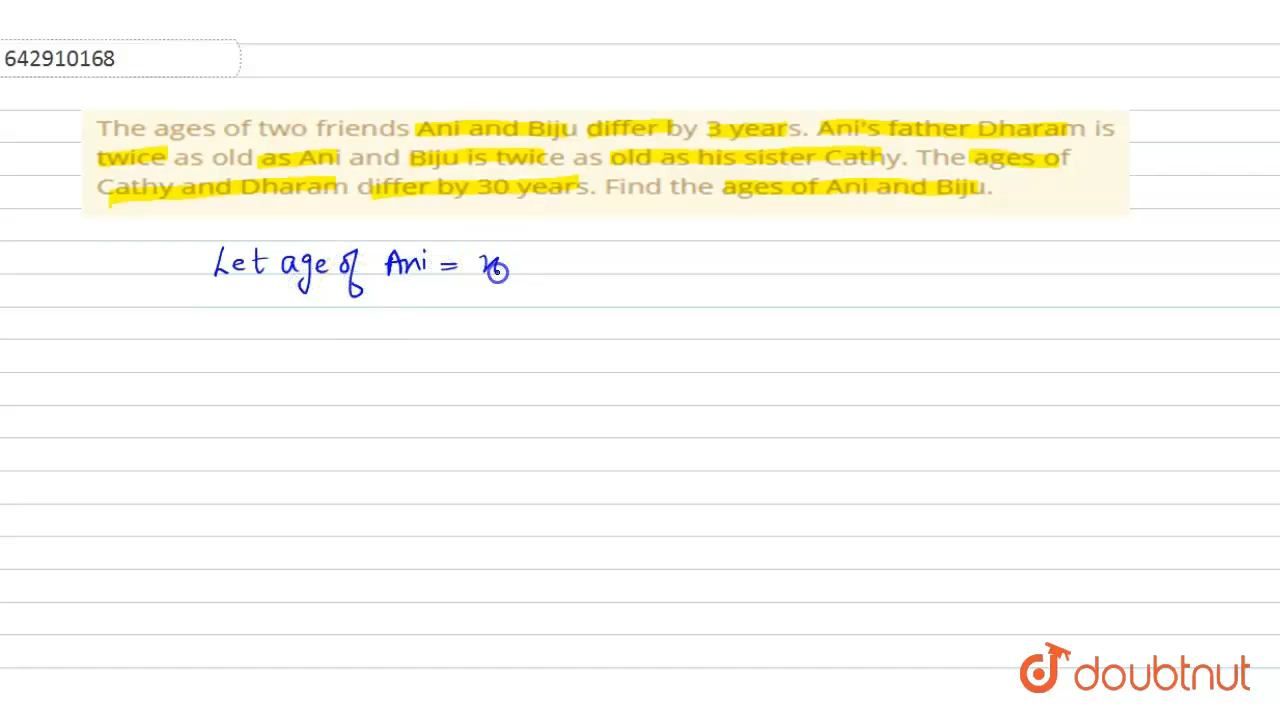 642910168
The ages of two friends Ani and Biju differ by 3 years. Ani's father Dharam is
twice as old as Ani and Biju is twice as old as his sister Cathy. The ages of
Cathy and Dharam differ by 30 years. Find the ages of Ani and Biju.
Let age of Ani = x
doubtnut